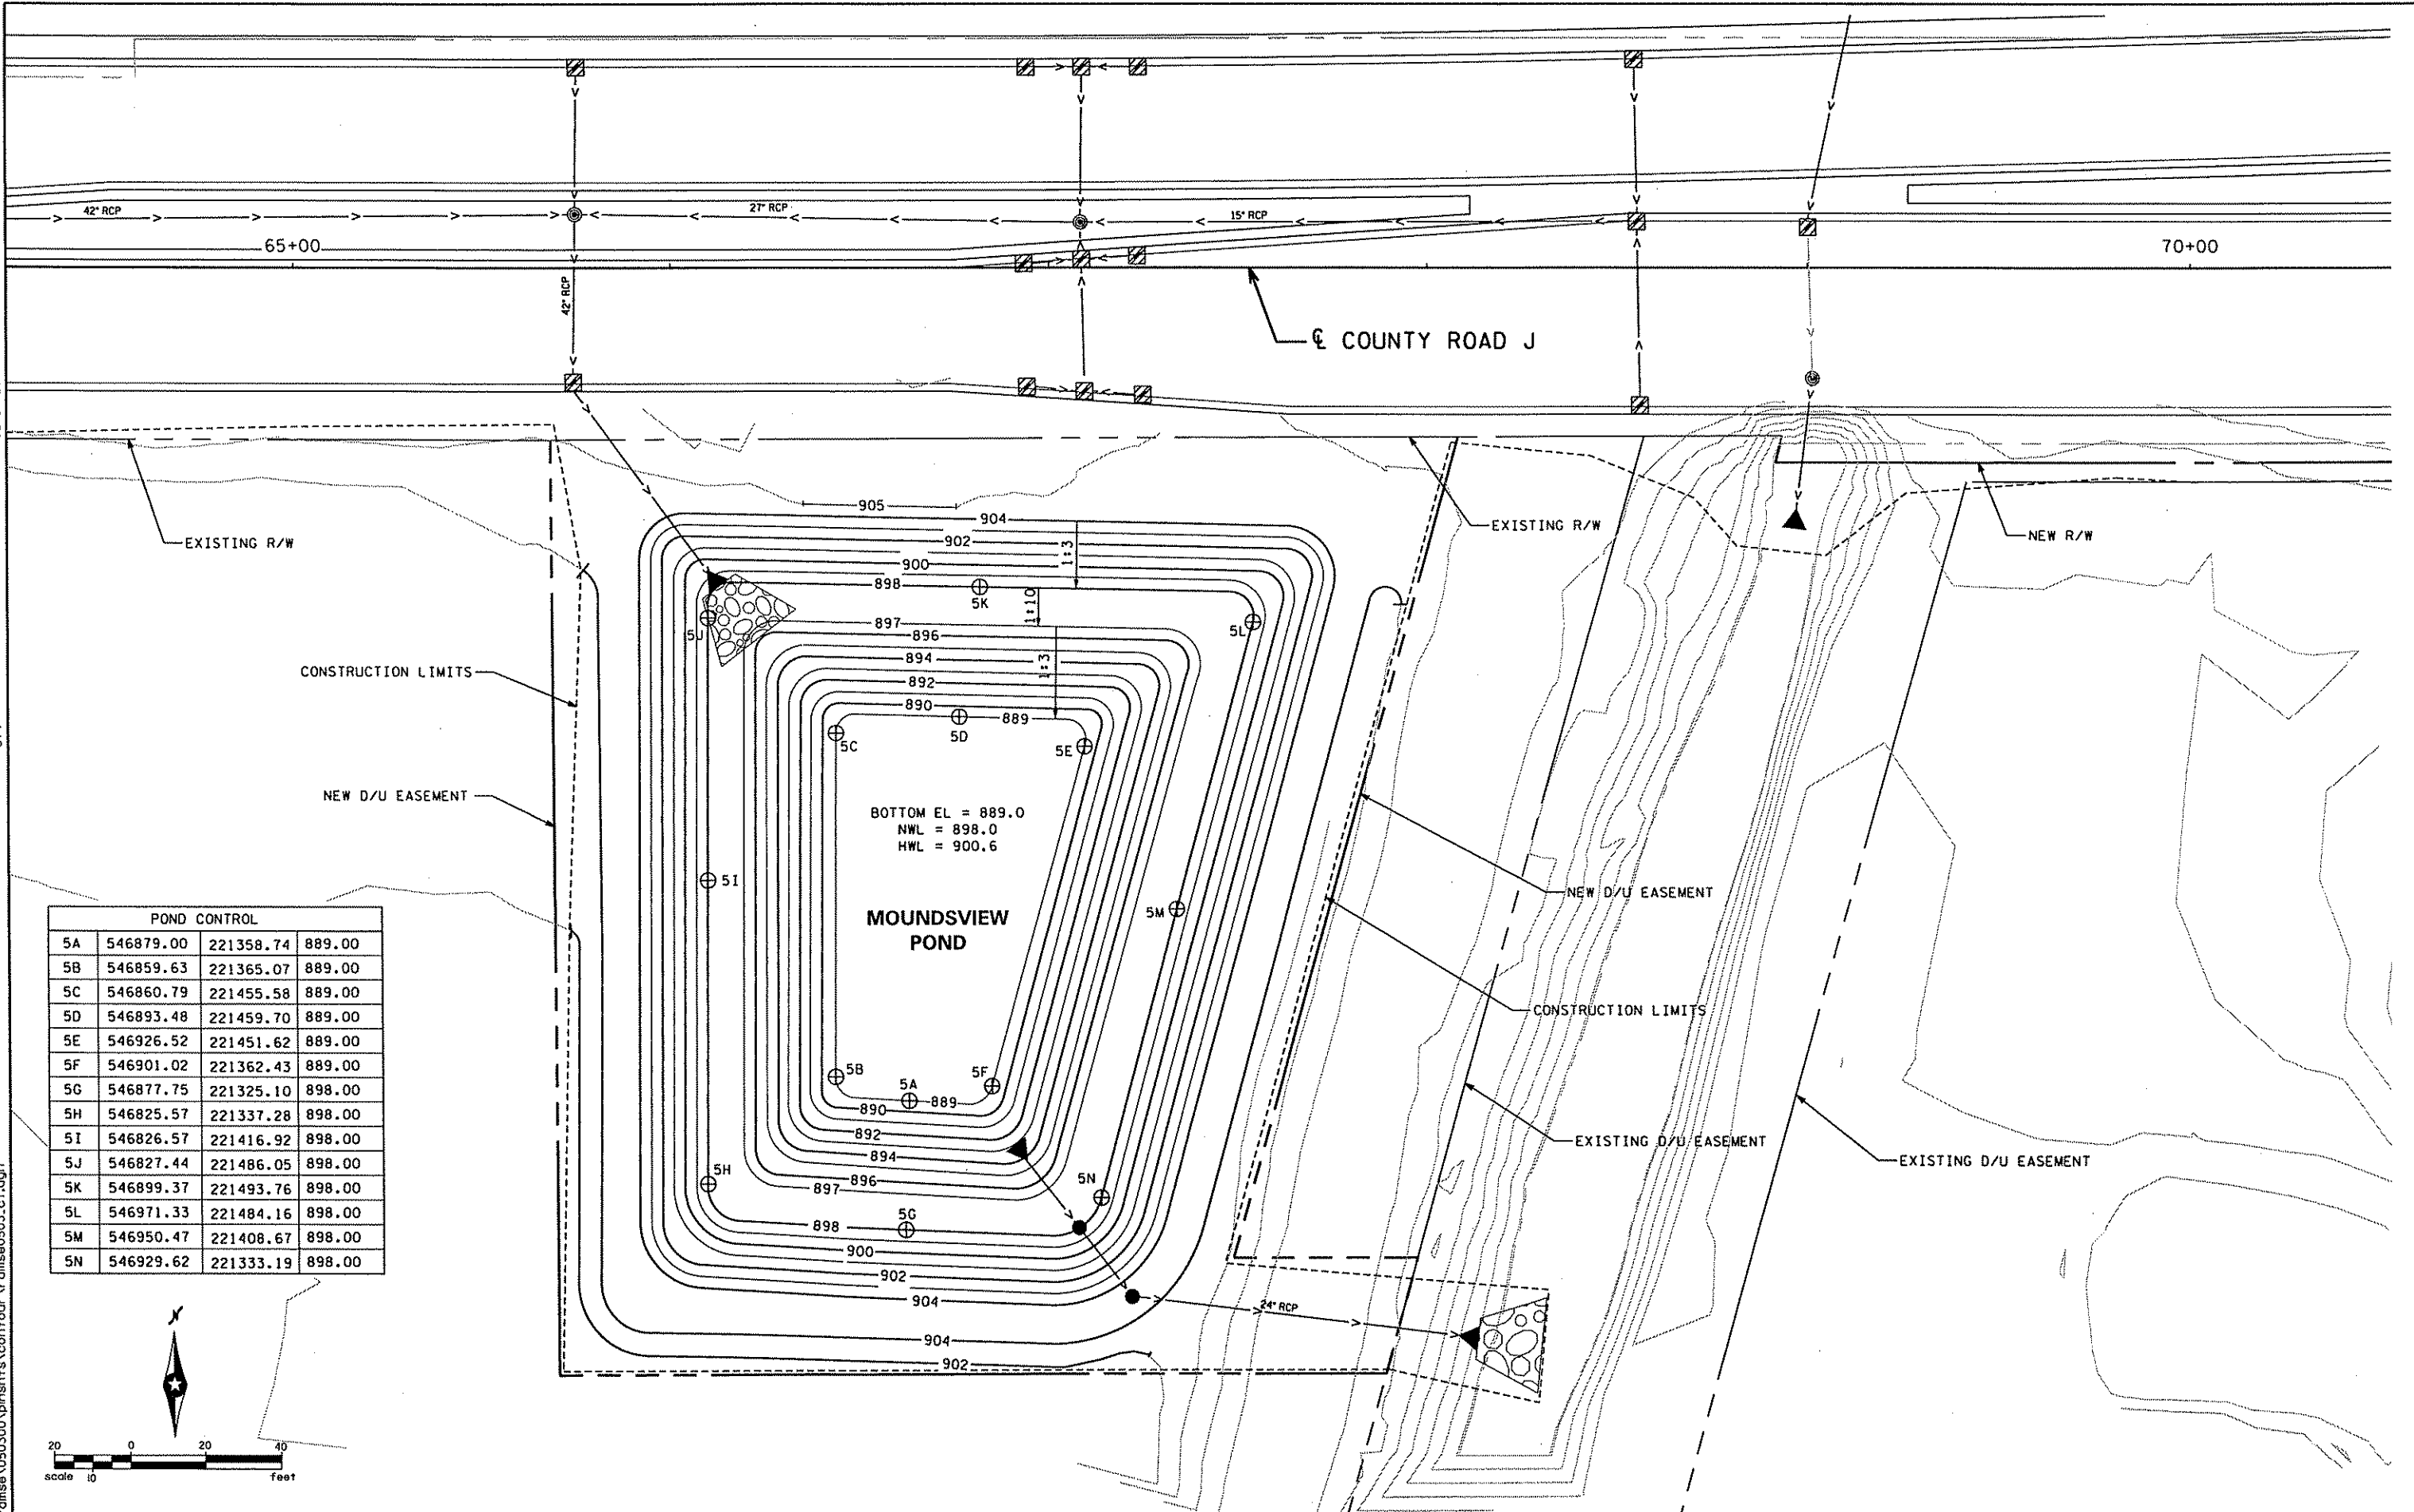 42" RCP
27" RCP
15" RCP
65+00
70+00
42" RCP
℄ COUNTY ROAD J
EXISTING R/W
905
904
902
900
898
1:3
EXISTING R/W
NEW R/W
5K
1:10
5J
897
896
5L
894
1:3
892
890
889
CONSTRUCTION LIMITS
5C
5D
5E
NEW D/U EASEMENT
BOTTOM EL = 889.0
NWL = 898.0
HWL = 900.6
5I
5M
MOUNDSVIEW
POND
NEW D/U EASEMENT
CONSTRUCTION LIMITS
POND CONTROL
5A 546879.00 221358.74 889.00
5B 546859.63 221365.07 889.00
5C 546860.79 221455.58 889.00
5D 546893.48 221459.70 889.00
5E 546926.52 221451.62 889.00
5F 546901.02 221362.43 889.00
5G 546877.75 221325.10 898.00
5H 546825.57 221337.28 898.00
5I 546826.57 221416.92 898.00
5J 546827.44 221486.05 898.00
5K 546899.37 221493.76 898.00
5L 546971.33 221484.16 898.00
5M 546950.47 221408.67 898.00
5N 546929.62 221333.19 898.00
5B
5A
5F
889
890
892
894
896
897
5H
5N
5G
898
900
902
904
24" RCP
904
902
EXISTING D/U EASEMENT
EXISTING D/U EASEMENT
N
20 0 20 40
scale 10 feet